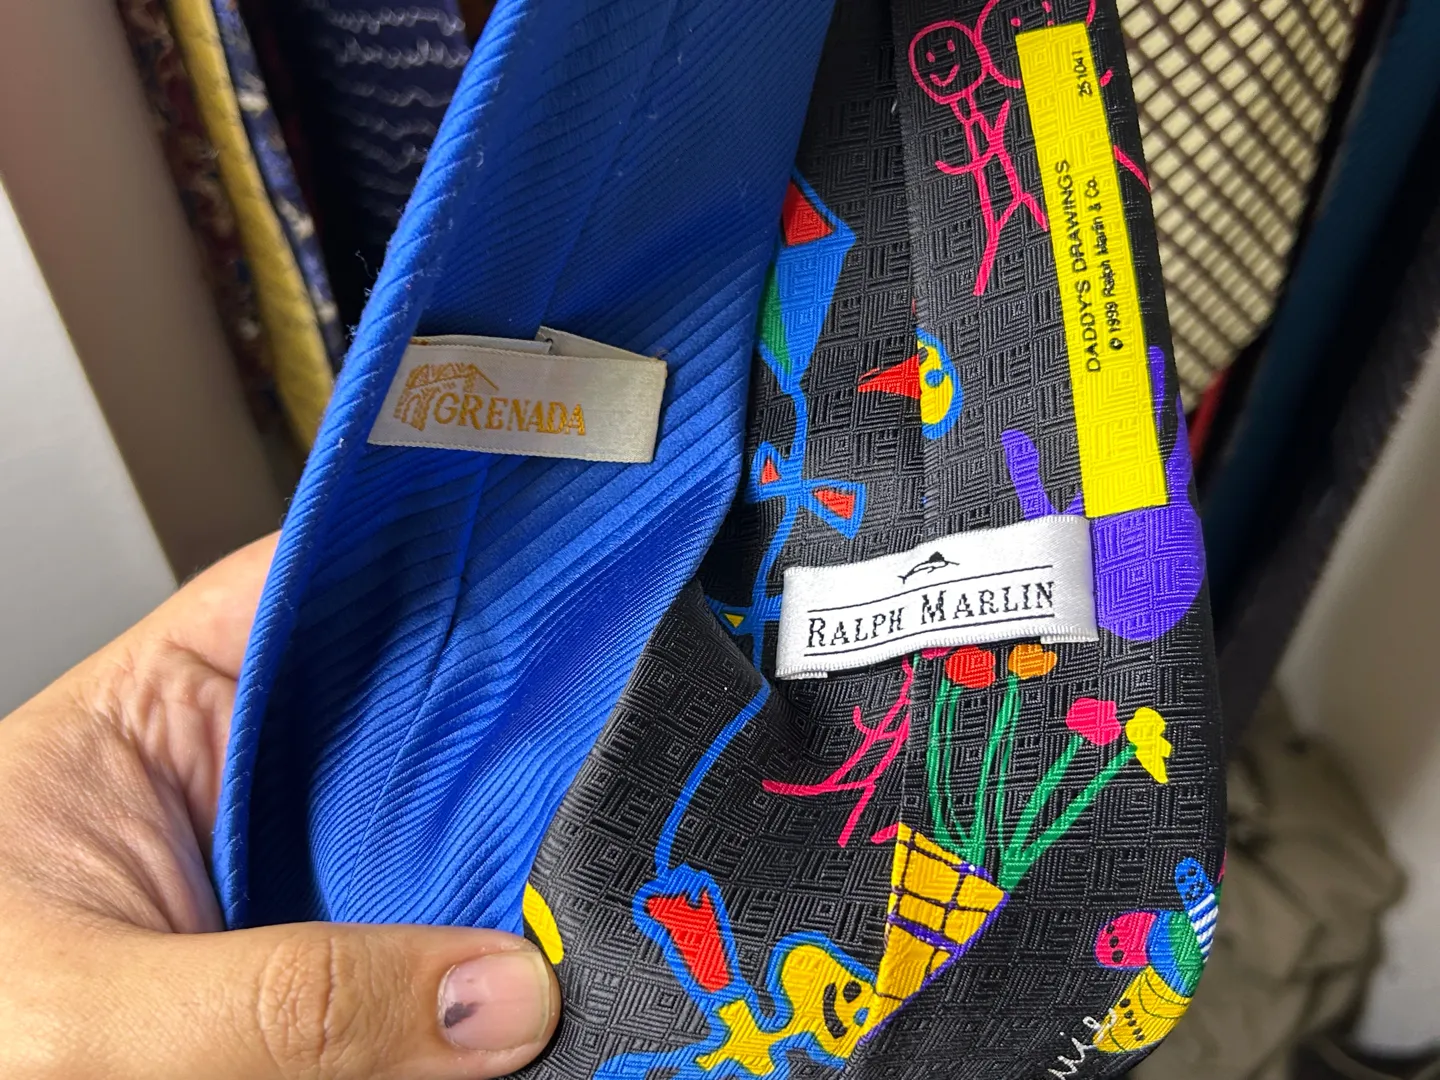 GRENADA
RALPH MARLIN
DADDY'S DRAWINGS
© 1999 Ralph Marlin & Co.
251041